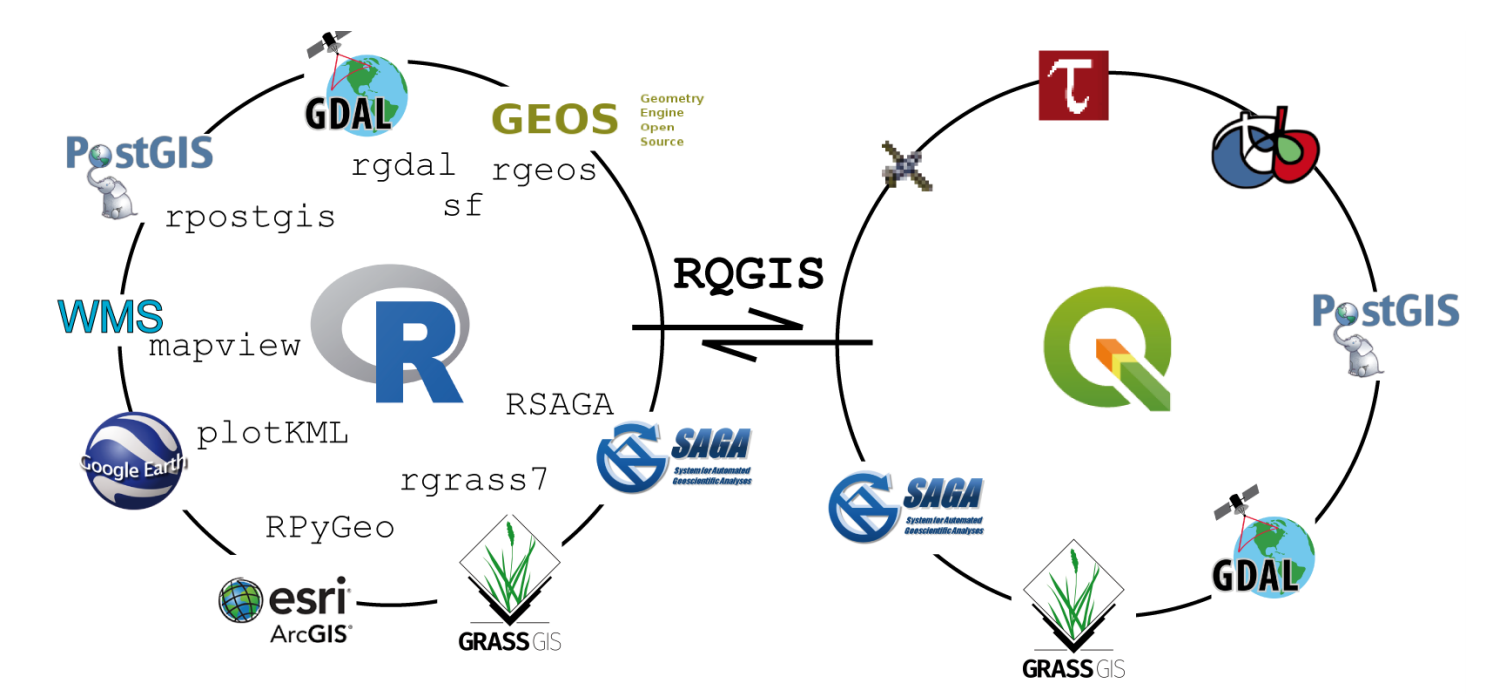 GDAL
GEOS
Geometry
Engine
Open
Source
PostGIS
rgdal
rgeos
sf
rpostgis
WMS
mapview
R
RSAGA
plotKML
Google Earth
SAGA
System for Automated
Geoscientific Analyses
rgrass7
RPyGeo
esri
ArcGIS®
GRASS GIS
RQGIS
τ
PostGIS
Q
SAGA
System for Automated
Geoscientific Analyses
GDAL
GRASS GIS